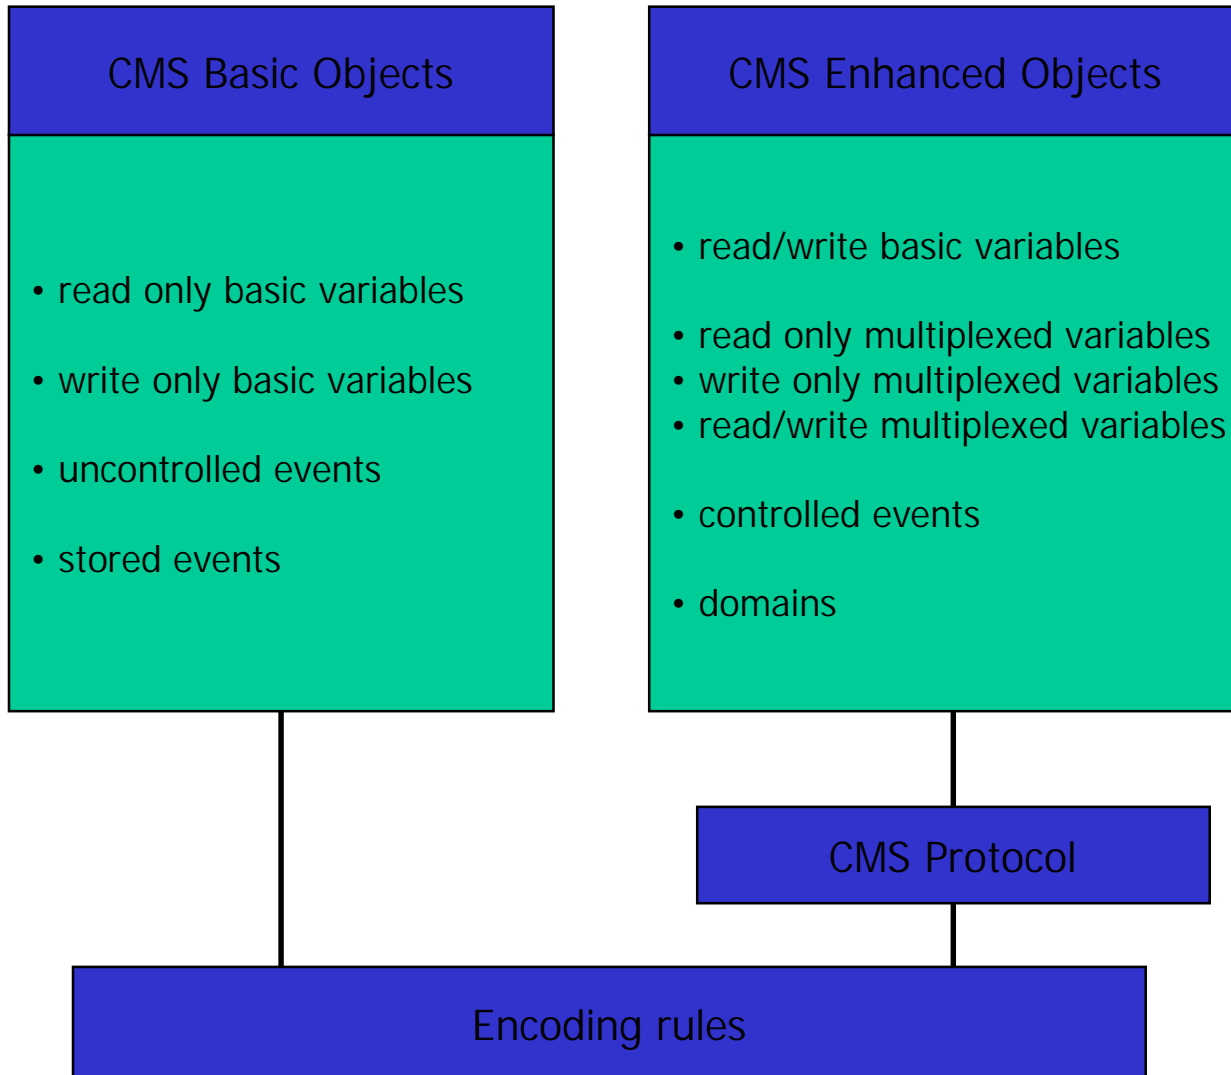 CMS Basic Objects
• read only basic variables
• write only basic variables
• uncontrolled events
• stored events
CMS Enhanced Objects
• read/write basic variables
• read only multiplexed variables
• write only multiplexed variables
• read/write multiplexed variables
• controlled events
• domains
CMS Protocol
Encoding rules